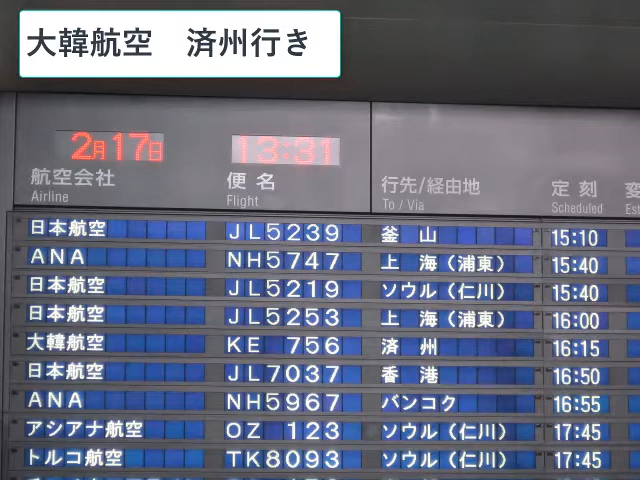 大韓航空　済州行き
2月17日 13:31
航空会社 便名 行先/経由地 定刻 変
Airline Flight To / Via Scheduled Est
日本航空 JL5239 釜山 15:10
ANA NH5747 上海（浦東） 15:40
日本航空 JL5219 ソウル（仁川） 15:40
日本航空 JL5253 上海（浦東） 16:00
大韓航空 KE 756 済州 16:15
日本航空 JL7037 香港 16:50
ANA NH5967 バンコク 16:55
アシアナ航空 OZ 123 ソウル（仁川） 17:45
トルコ航空 TK8093 ソウル（仁川） 17:45